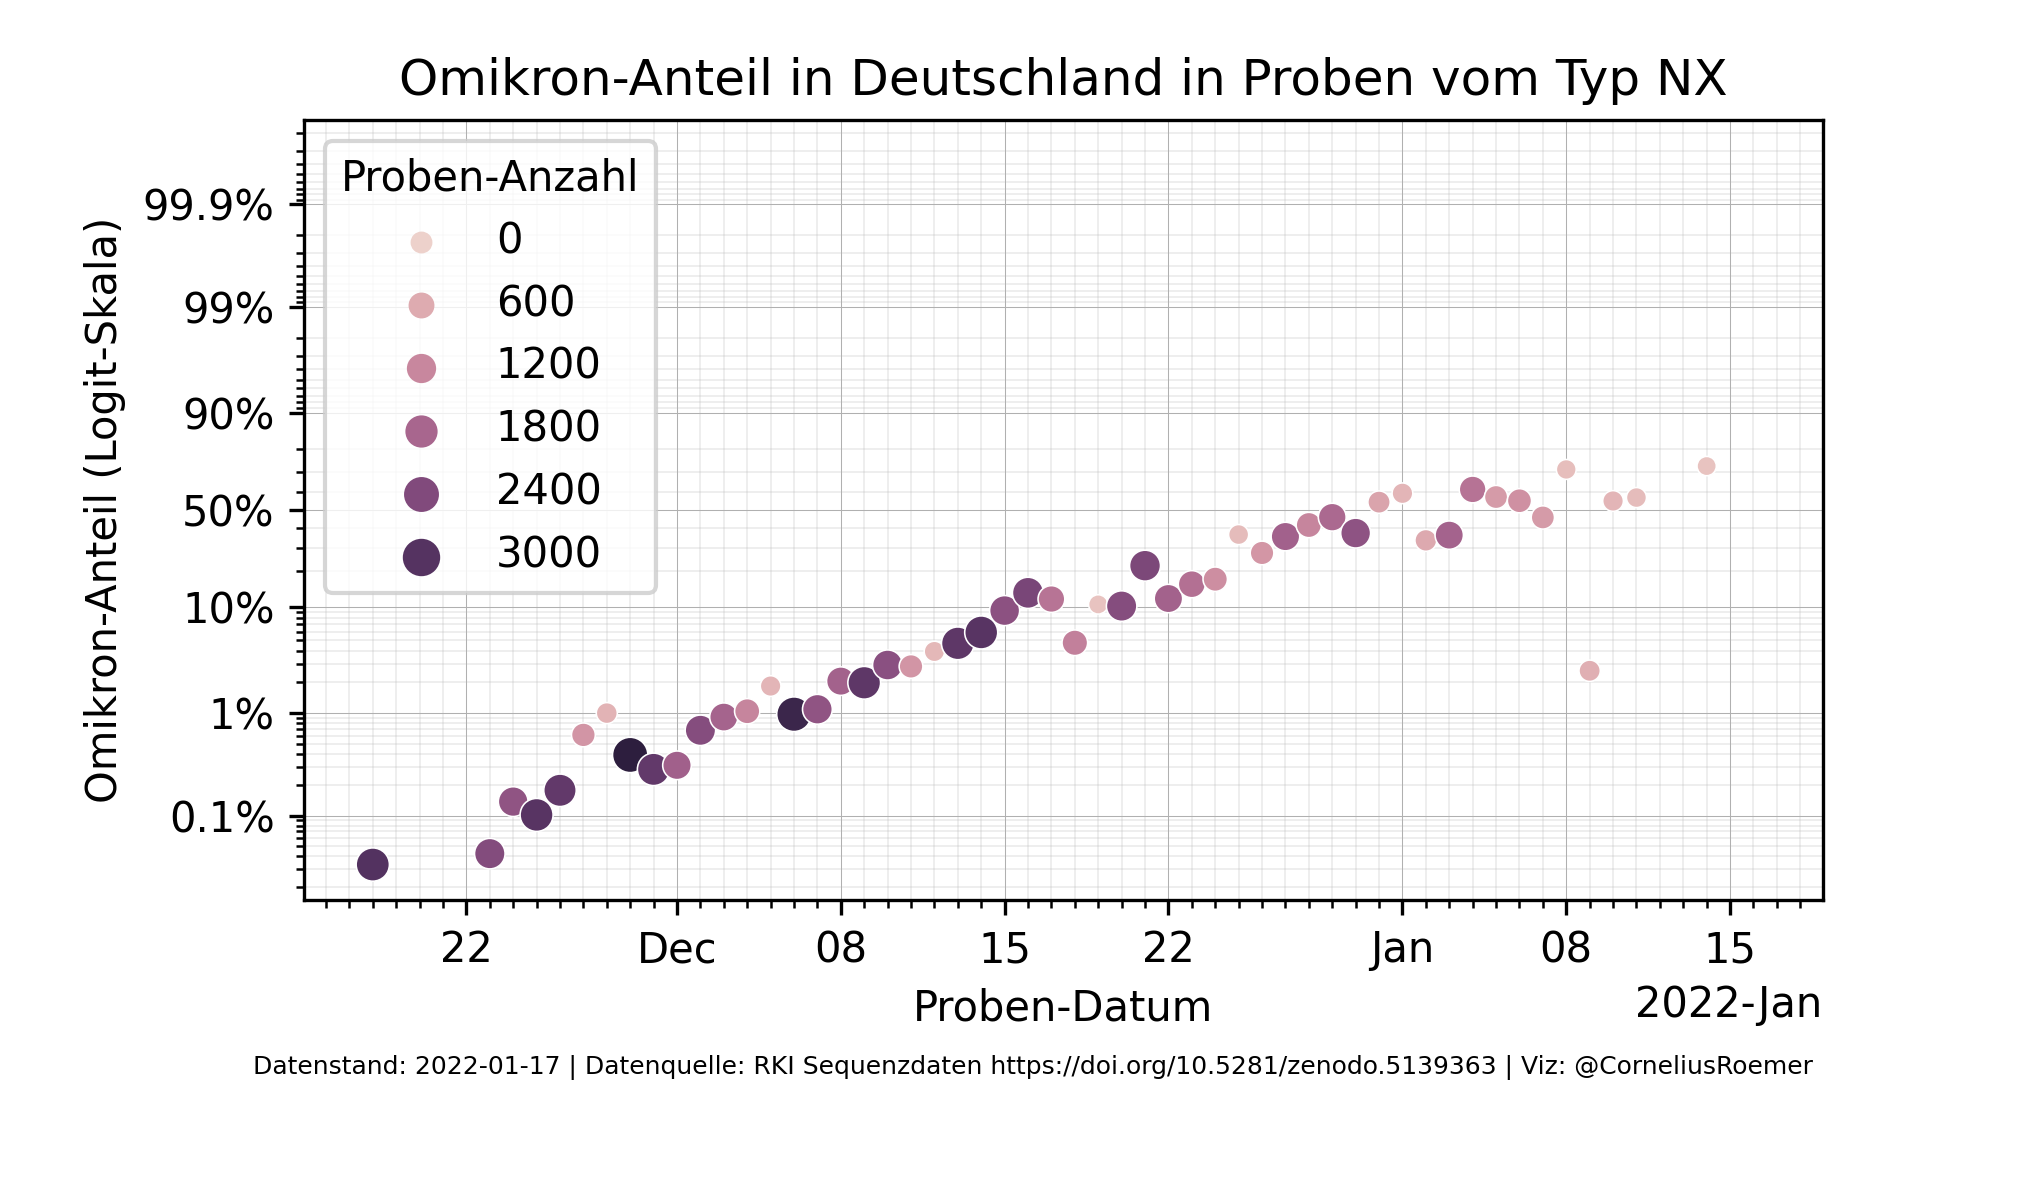 Omikron-Anteil in Deutschland in Proben vom Typ NX
Omikron-Anteil (Logit-Skala)
99.9%
99%
90%
50%
10%
1%
0.1%
Proben-Anzahl
0
600
1200
1800
2400
3000
22 Dec 08 15 22 Jan 08 15
Proben-Datum
2022-Jan
Datenstand: 2022-01-17 | Datenquelle: RKI Sequenzdaten https://doi.org/10.5281/zenodo.5139363 | Viz: @CorneliusRoemer